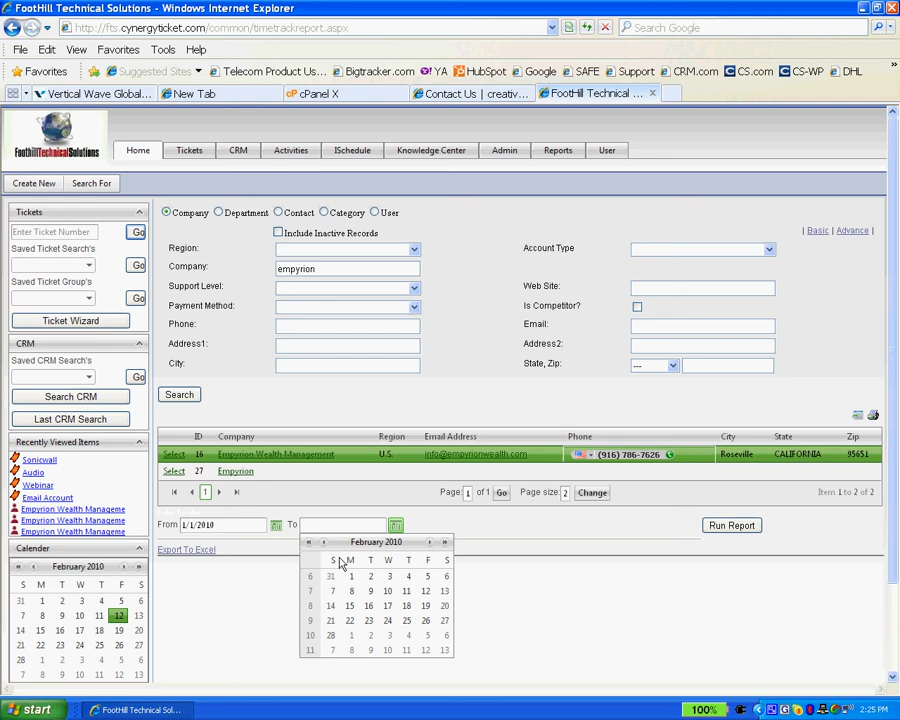 FootHill Technical Solutions - Windows Internet Explorer
http://fts.cynergyticket.com/common/timetrackreport.aspx
Search Google
File Edit View Favorites Tools Help
Favorites Suggested Sites Telecom Product Us... Bigtracker.com YA HubSpot Google SAFE Support CRM.com CS.com CS-WP DHL
Vertical Wave Global... New Tab cPanel X Contact Us | creativ... FootHill Technical ...
FootHillTechnicalSolutions
Home Tickets CRM Activities ISchedule Knowledge Center Admin Reports User
Create New Search For
Tickets
Enter Ticket Number Go
Saved Ticket Search's
Go
Saved Ticket Group's
Go
Ticket Wizard
CRM
Saved CRM Search's
Go
Search CRM
Last CRM Search
Recently Viewed Items
Sonicwall
Audio
Webinar
Email Account
Empyrion Wealth Manageme
Empyrion Wealth Manageme
Empyrion Wealth Manageme
Calender
February 2010
S M T W T F S
31 1 2 3 4 5 6
7 8 9 10 11 12 13
14 15 16 17 18 19 20
21 22 23 24 25 26 27
28 1 2 3 4 5 6
7 8 9 10 11 12 13
Company Department Contact Category User
Include Inactive Records
| Basic | Advance |
Region: Account Type
Company: empyrion
Support Level: Web Site:
Payment Method: Is Competitor?
Phone: Email:
Address1: Address2:
City: State, Zip: ---
Search
ID Company Region Email Address Phone City State Zip
Select 16 Empyrion Wealth Management U.S. info@empyrionwealth.com (916) 786-7626 Roseville CALIFORNIA 95651
Select 27 Empyrion
1 Page: 1 of 1 Go Page size: 2 Change Item 1 to 2 of 2
From 1/1/2010 To Run Report
Export To Excel
February 2010
S M T W T F S
6 31 1 2 3 4 5 6
7 7 8 9 10 11 12 13
8 14 15 16 17 18 19 20
9 21 22 23 24 25 26 27
10 28 1 2 3 4 5 6
11 7 8 9 10 11 12 13
start FootHill Technical Sol... 100% 2:25 PM